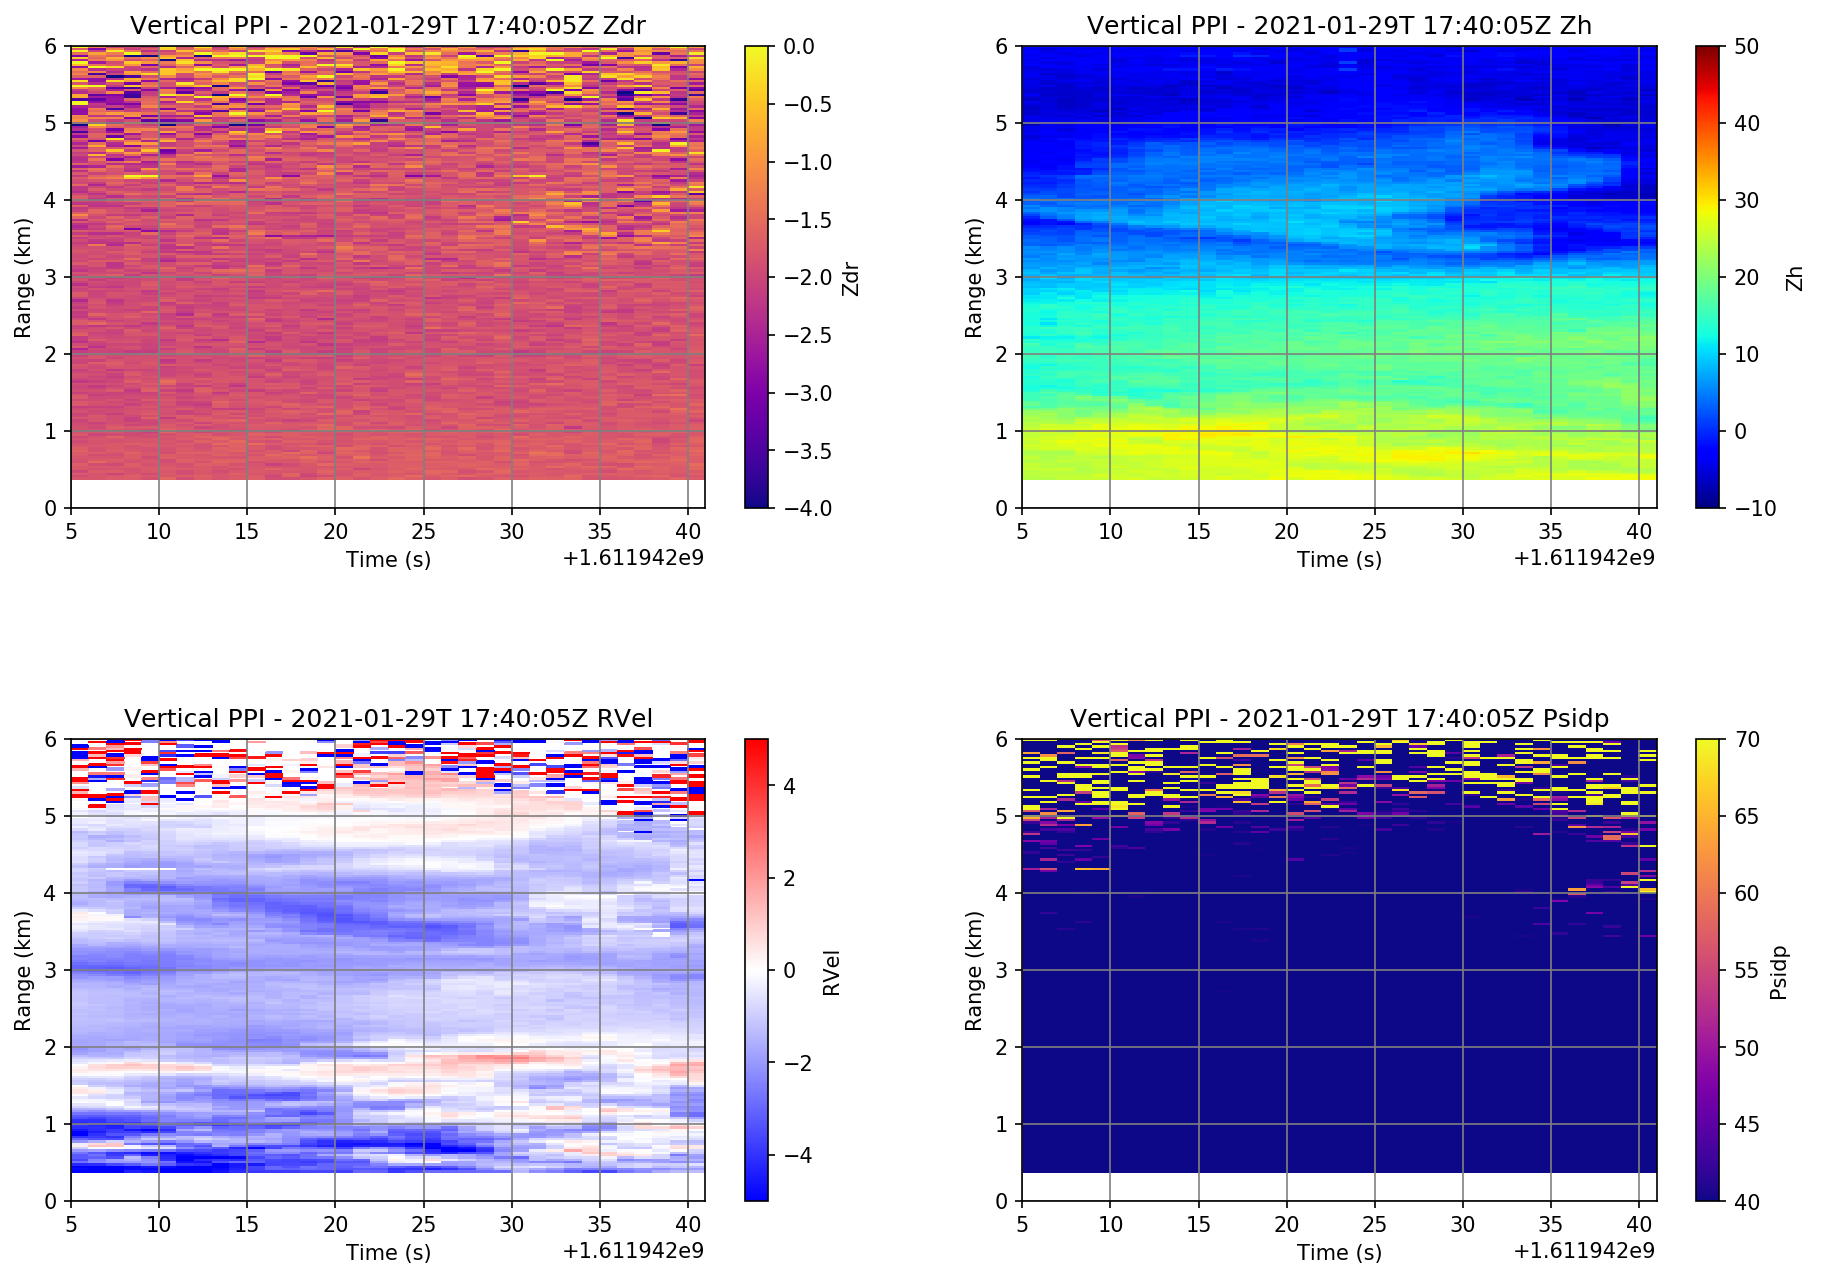 Vertical PPI - 2021-01-29T 17:40:05Z Zdr
6
5
4
3
2
1
0
Range (km)
5 10 15 20 25 30 35 40
Time (s)
+1.611942e9
0.0
−0.5
−1.0
−1.5
−2.0
−2.5
−3.0
−3.5
−4.0
Zdr
Vertical PPI - 2021-01-29T 17:40:05Z Zh
6
5
4
3
2
1
0
Range (km)
5 10 15 20 25 30 35 40
Time (s)
+1.611942e9
50
40
30
20
10
0
−10
Zh
Vertical PPI - 2021-01-29T 17:40:05Z RVel
6
5
4
3
2
1
0
Range (km)
5 10 15 20 25 30 35 40
Time (s)
+1.611942e9
4
2
0
−2
−4
RVel
Vertical PPI - 2021-01-29T 17:40:05Z Psidp
6
5
4
3
2
1
0
Range (km)
5 10 15 20 25 30 35 40
Time (s)
+1.611942e9
70
65
60
55
50
45
40
Psidp